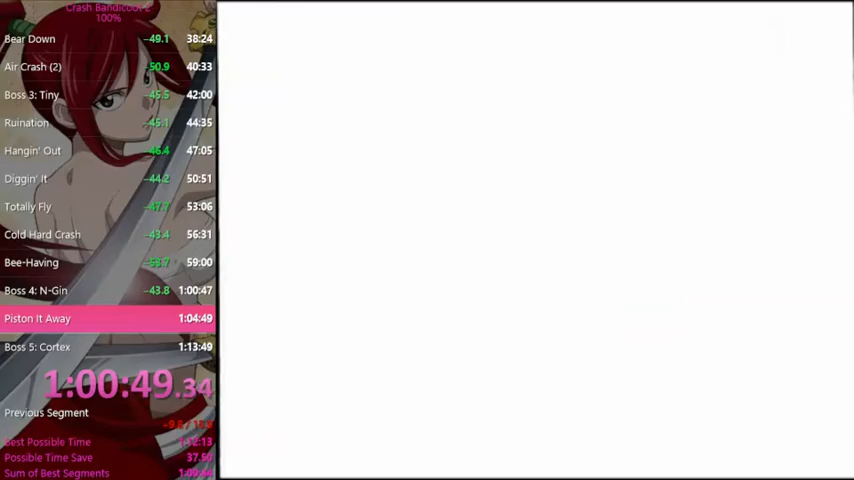 Crash Bandicoot 2
100%
Bear Down -49.1 38:24
Air Crash (2) -50.9 40:33
Boss 3: Tiny -45.5 42:00
Ruination -45.1 44:35
Hangin' Out -46.4 47:05
Diggin' It -44.2 50:51
Totally Fly -47.7 53:06
Cold Hard Crash -43.4 56:31
Bee-Having -53.7 59:00
Boss 4: N-Gin -43.8 1:00:47
Piston It Away 1:04:49
Boss 5: Cortex 1:13:49
1:00:49.34
Previous Segment
Best Possible Time 1:12:13
Possible Time Save 37.50
Sum of Best Segments